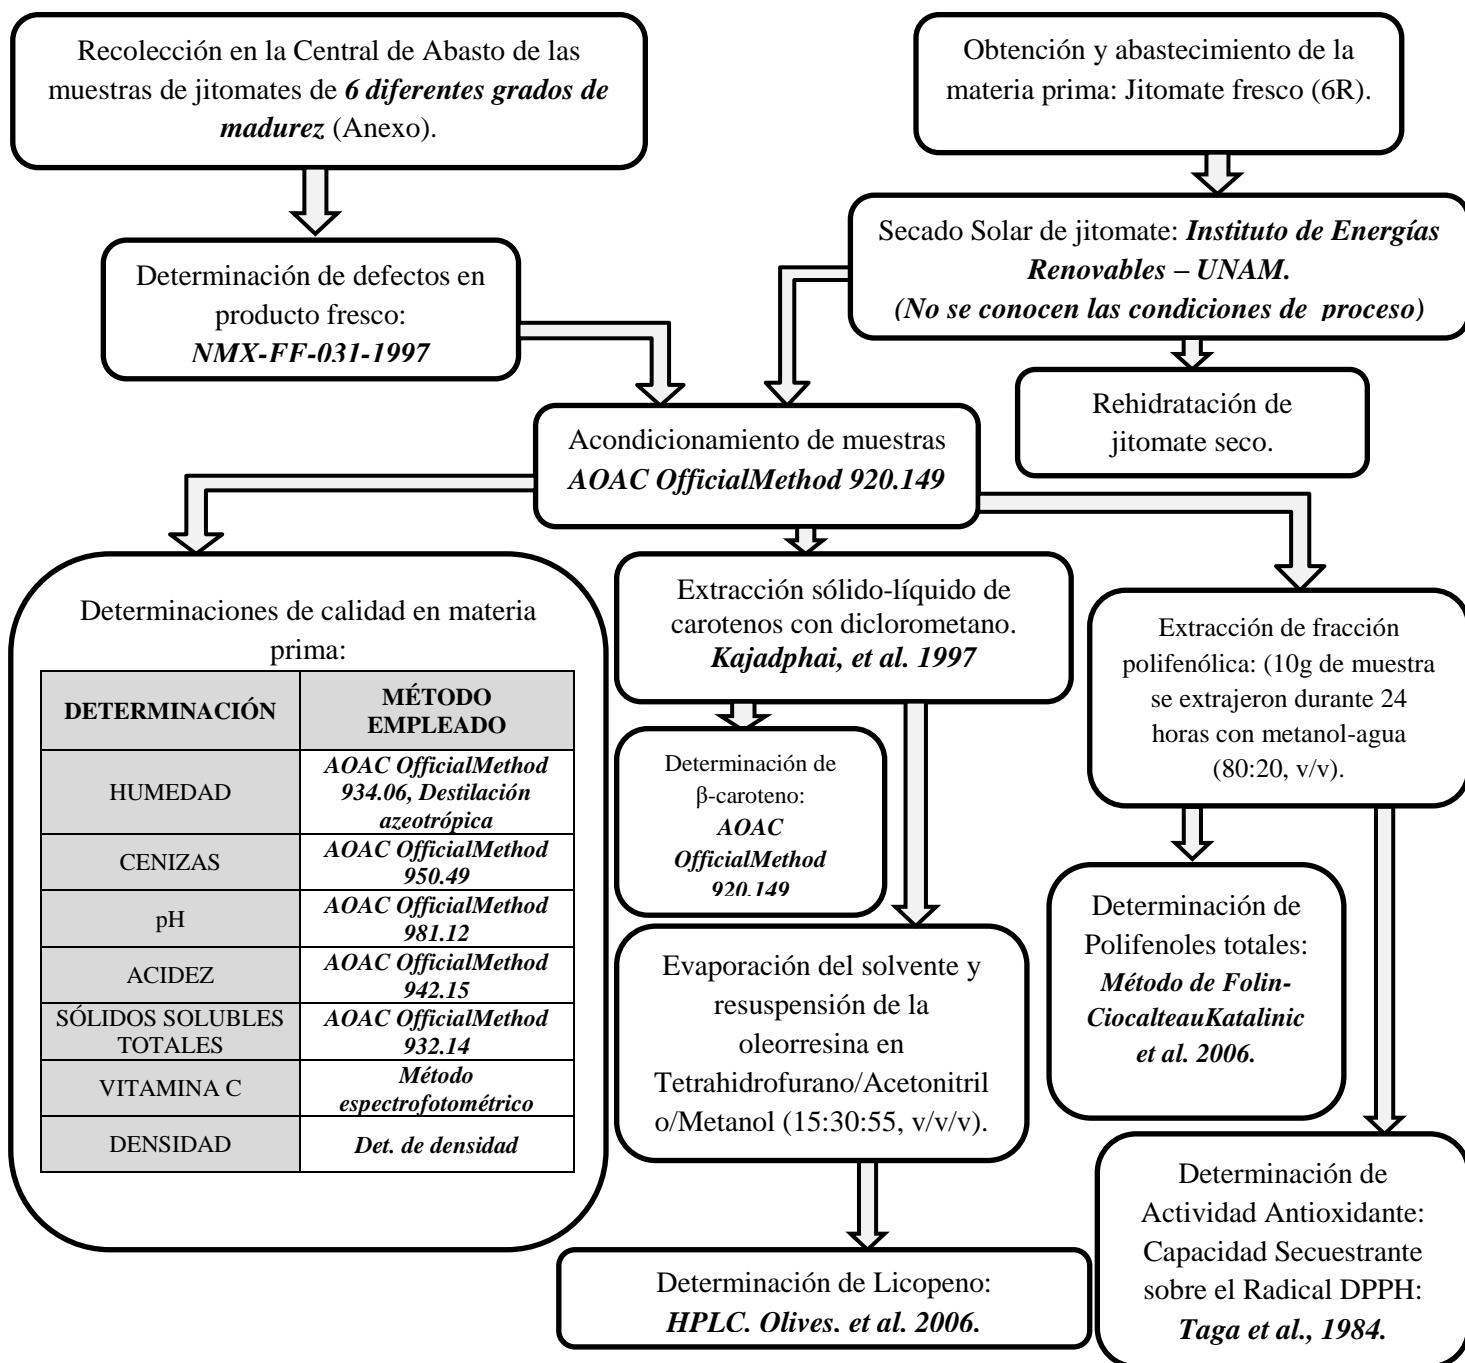 Recolección en la Central de Abasto de las
muestras de jitomates de 6 diferentes grados de
madurez (Anexo).
Obtención y abastecimiento de la
materia prima: Jitomate fresco (6R).
Determinación de defectos en
producto fresco:
NMX-FF-031-1997
Secado Solar de jitomate: Instituto de Energías
Renovables – UNAM.
(No se conocen las condiciones de proceso)
Rehidratación de
jitomate seco.
Acondicionamiento de muestras
AOAC OfficialMethod 920.149
Determinaciones de calidad en materia
prima:
DETERMINACIÓN
MÉTODO
EMPLEADO
HUMEDAD
AOAC OfficialMethod
934.06, Destilación
azeotrópica
CENIZAS
AOAC OfficialMethod
950.49
pH
AOAC OfficialMethod
981.12
ACIDEZ
AOAC OfficialMethod
942.15
SÓLIDOS SOLUBLES
TOTALES
AOAC OfficialMethod
932.14
VITAMINA C
Método
espectrofotométrico
DENSIDAD
Det. de densidad
Extracción sólido-líquido de
carotenos con diclorometano.
Kajadphai, et al. 1997
Determinación de
β-caroteno:
AOAC
OfficialMethod
920.149
Evaporación del solvente y
resuspensión de la
oleorresina en
Tetrahidrofurano/Acetonitril
o/Metanol (15:30:55, v/v/v).
Determinación de Licopeno:
HPLC. Olives. et al. 2006.
Extracción de fracción
polifenólica: (10g de muestra
se extrajeron durante 24
horas con metanol-agua
(80:20, v/v).
Determinación de
Polifenoles totales:
Método de Folin-
CiocalteauKatalinic
et al. 2006.
Determinación de
Actividad Antioxidante:
Capacidad Secuestrante
sobre el Radical DPPH:
Taga et al., 1984.